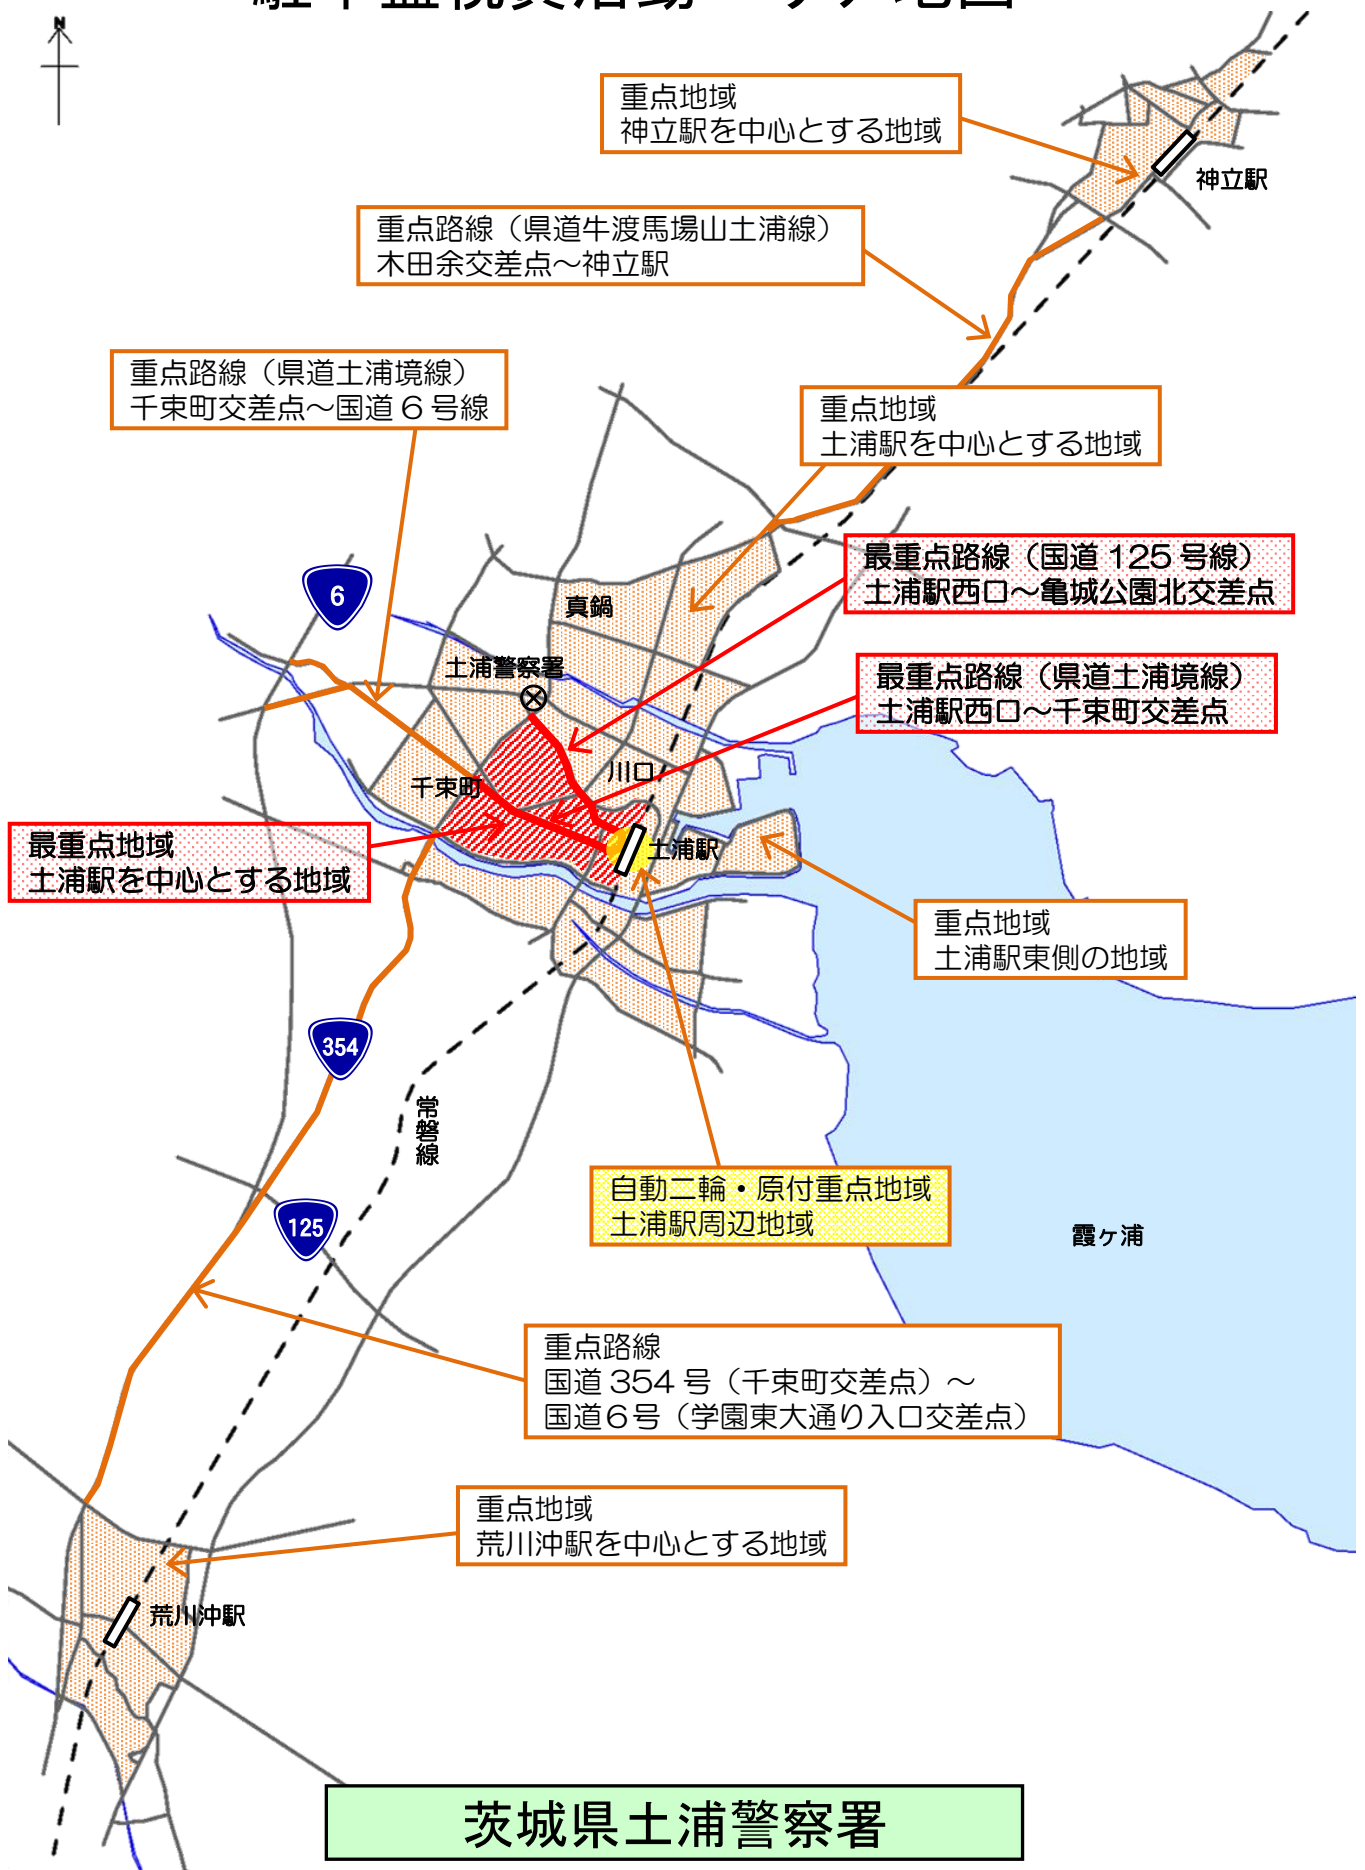 駐車監視員活動エリア地図
N
重点地域
神立駅を中心とする地域
神立駅
重点路線（県道牛渡馬場山土浦線）
木田余交差点～神立駅
重点路線（県道土浦境線）
千束町交差点～国道６号線
重点地域
土浦駅を中心とする地域
最重点路線（国道 125 号線）
土浦駅西口～亀城公園北交差点
6
真鍋
土浦警察署
最重点路線（県道土浦境線）
土浦駅西口～千束町交差点
川口
千束町
最重点地域
土浦駅を中心とする地域
土浦駅
重点地域
土浦駅東側の地域
354
常磐線
自動二輪・原付重点地域
土浦駅周辺地域
125
霞ヶ浦
重点路線
国道 354 号（千束町交差点）～
国道６号（学園東大通り入口交差点）
重点地域
荒川沖駅を中心とする地域
荒川沖駅
茨城県土浦警察署